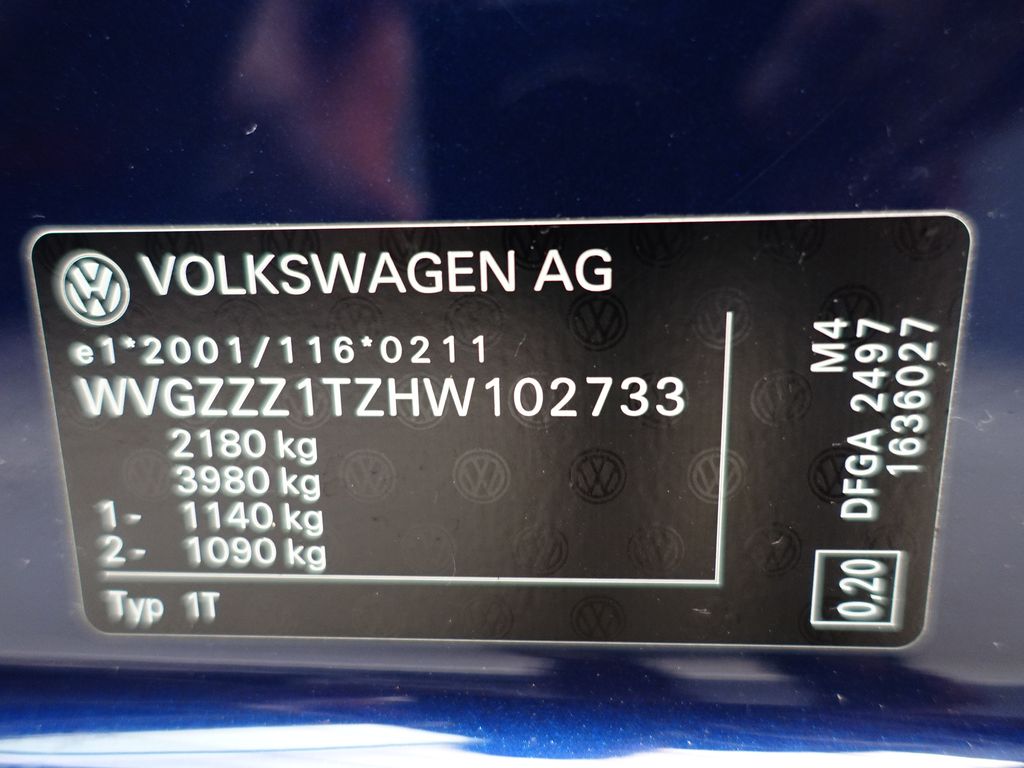 VOLKSWAGEN AG
e1*2001/116*0211
WVGZZZ1TZHW102733
2180 kg
3980 kg
1- 1140 kg
2- 1090 kg
Typ 1T
M4
DFGA 2497
1636027
0,20